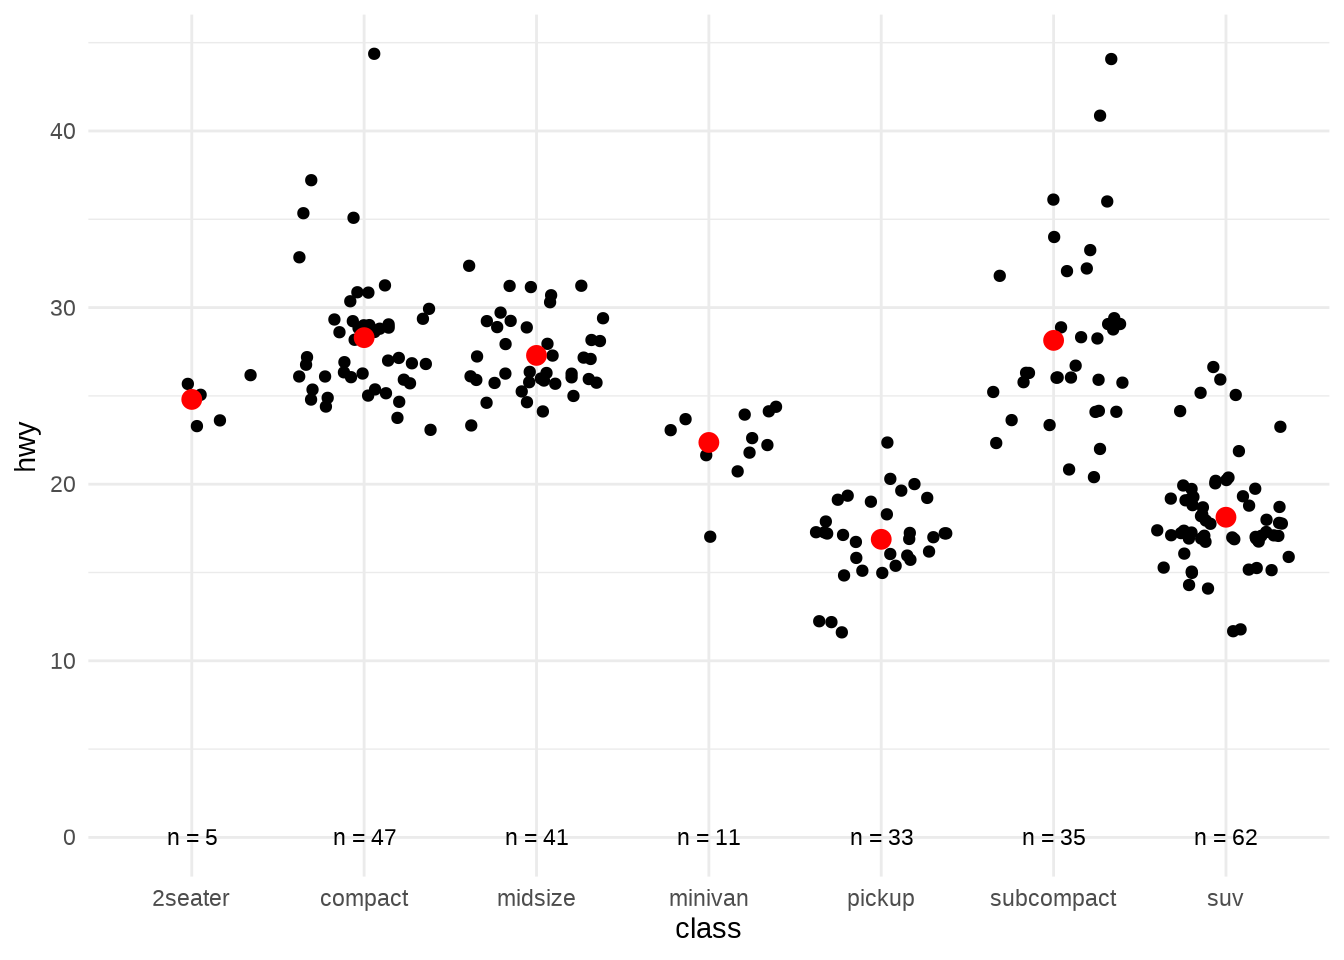 hwy
40
30
20
10
0
n = 5 n = 47 n = 41 n = 11 n = 33 n = 35 n = 62
2seater compact midsize minivan pickup subcompact suv
class